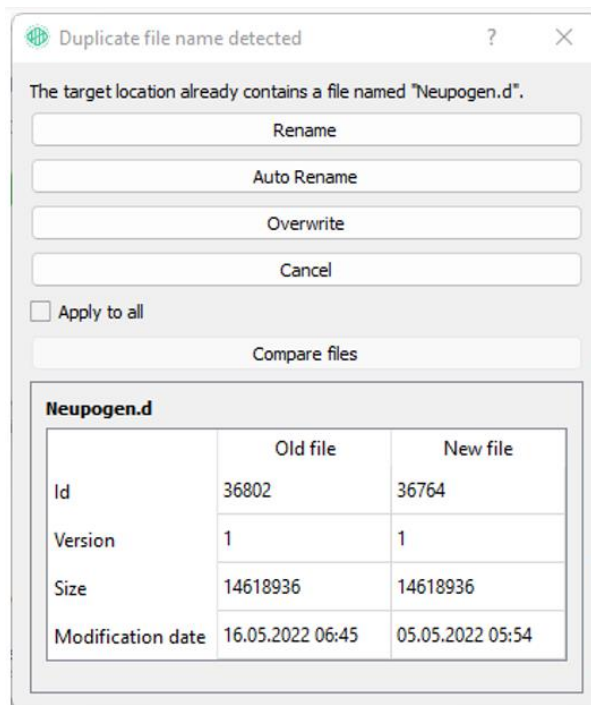 Duplicate file name detected ? ×
The target location already contains a file named "Neupogen.d".
Rename
Auto Rename
Overwrite
Cancel
Apply to all
Compare files
Neupogen.d
Old file New file
Id 36802 36764
Version 1 1
Size 14618936 14618936
Modification date 16.05.2022 06:45 05.05.2022 05:54